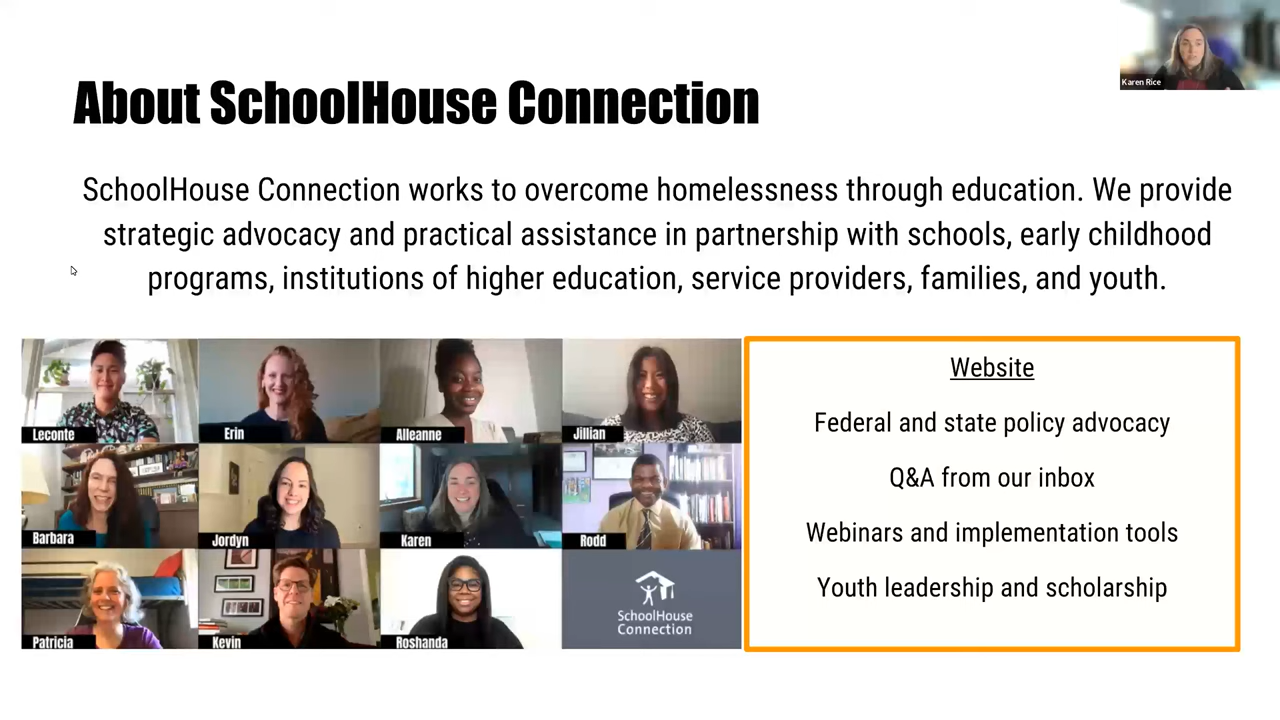 Karen Rice
About SchoolHouse Connection
SchoolHouse Connection works to overcome homelessness through education. We provide
strategic advocacy and practical assistance in partnership with schools, early childhood
programs, institutions of higher education, service providers, families, and youth.
Leconte
Erin
Alleanne
Jillian
Barbara
Jordyn
Karen
Rodd
Patricia
Kevin
Roshanda
SchoolHouse
Connection
Website
Federal and state policy advocacy
Q&A from our inbox
Webinars and implementation tools
Youth leadership and scholarship